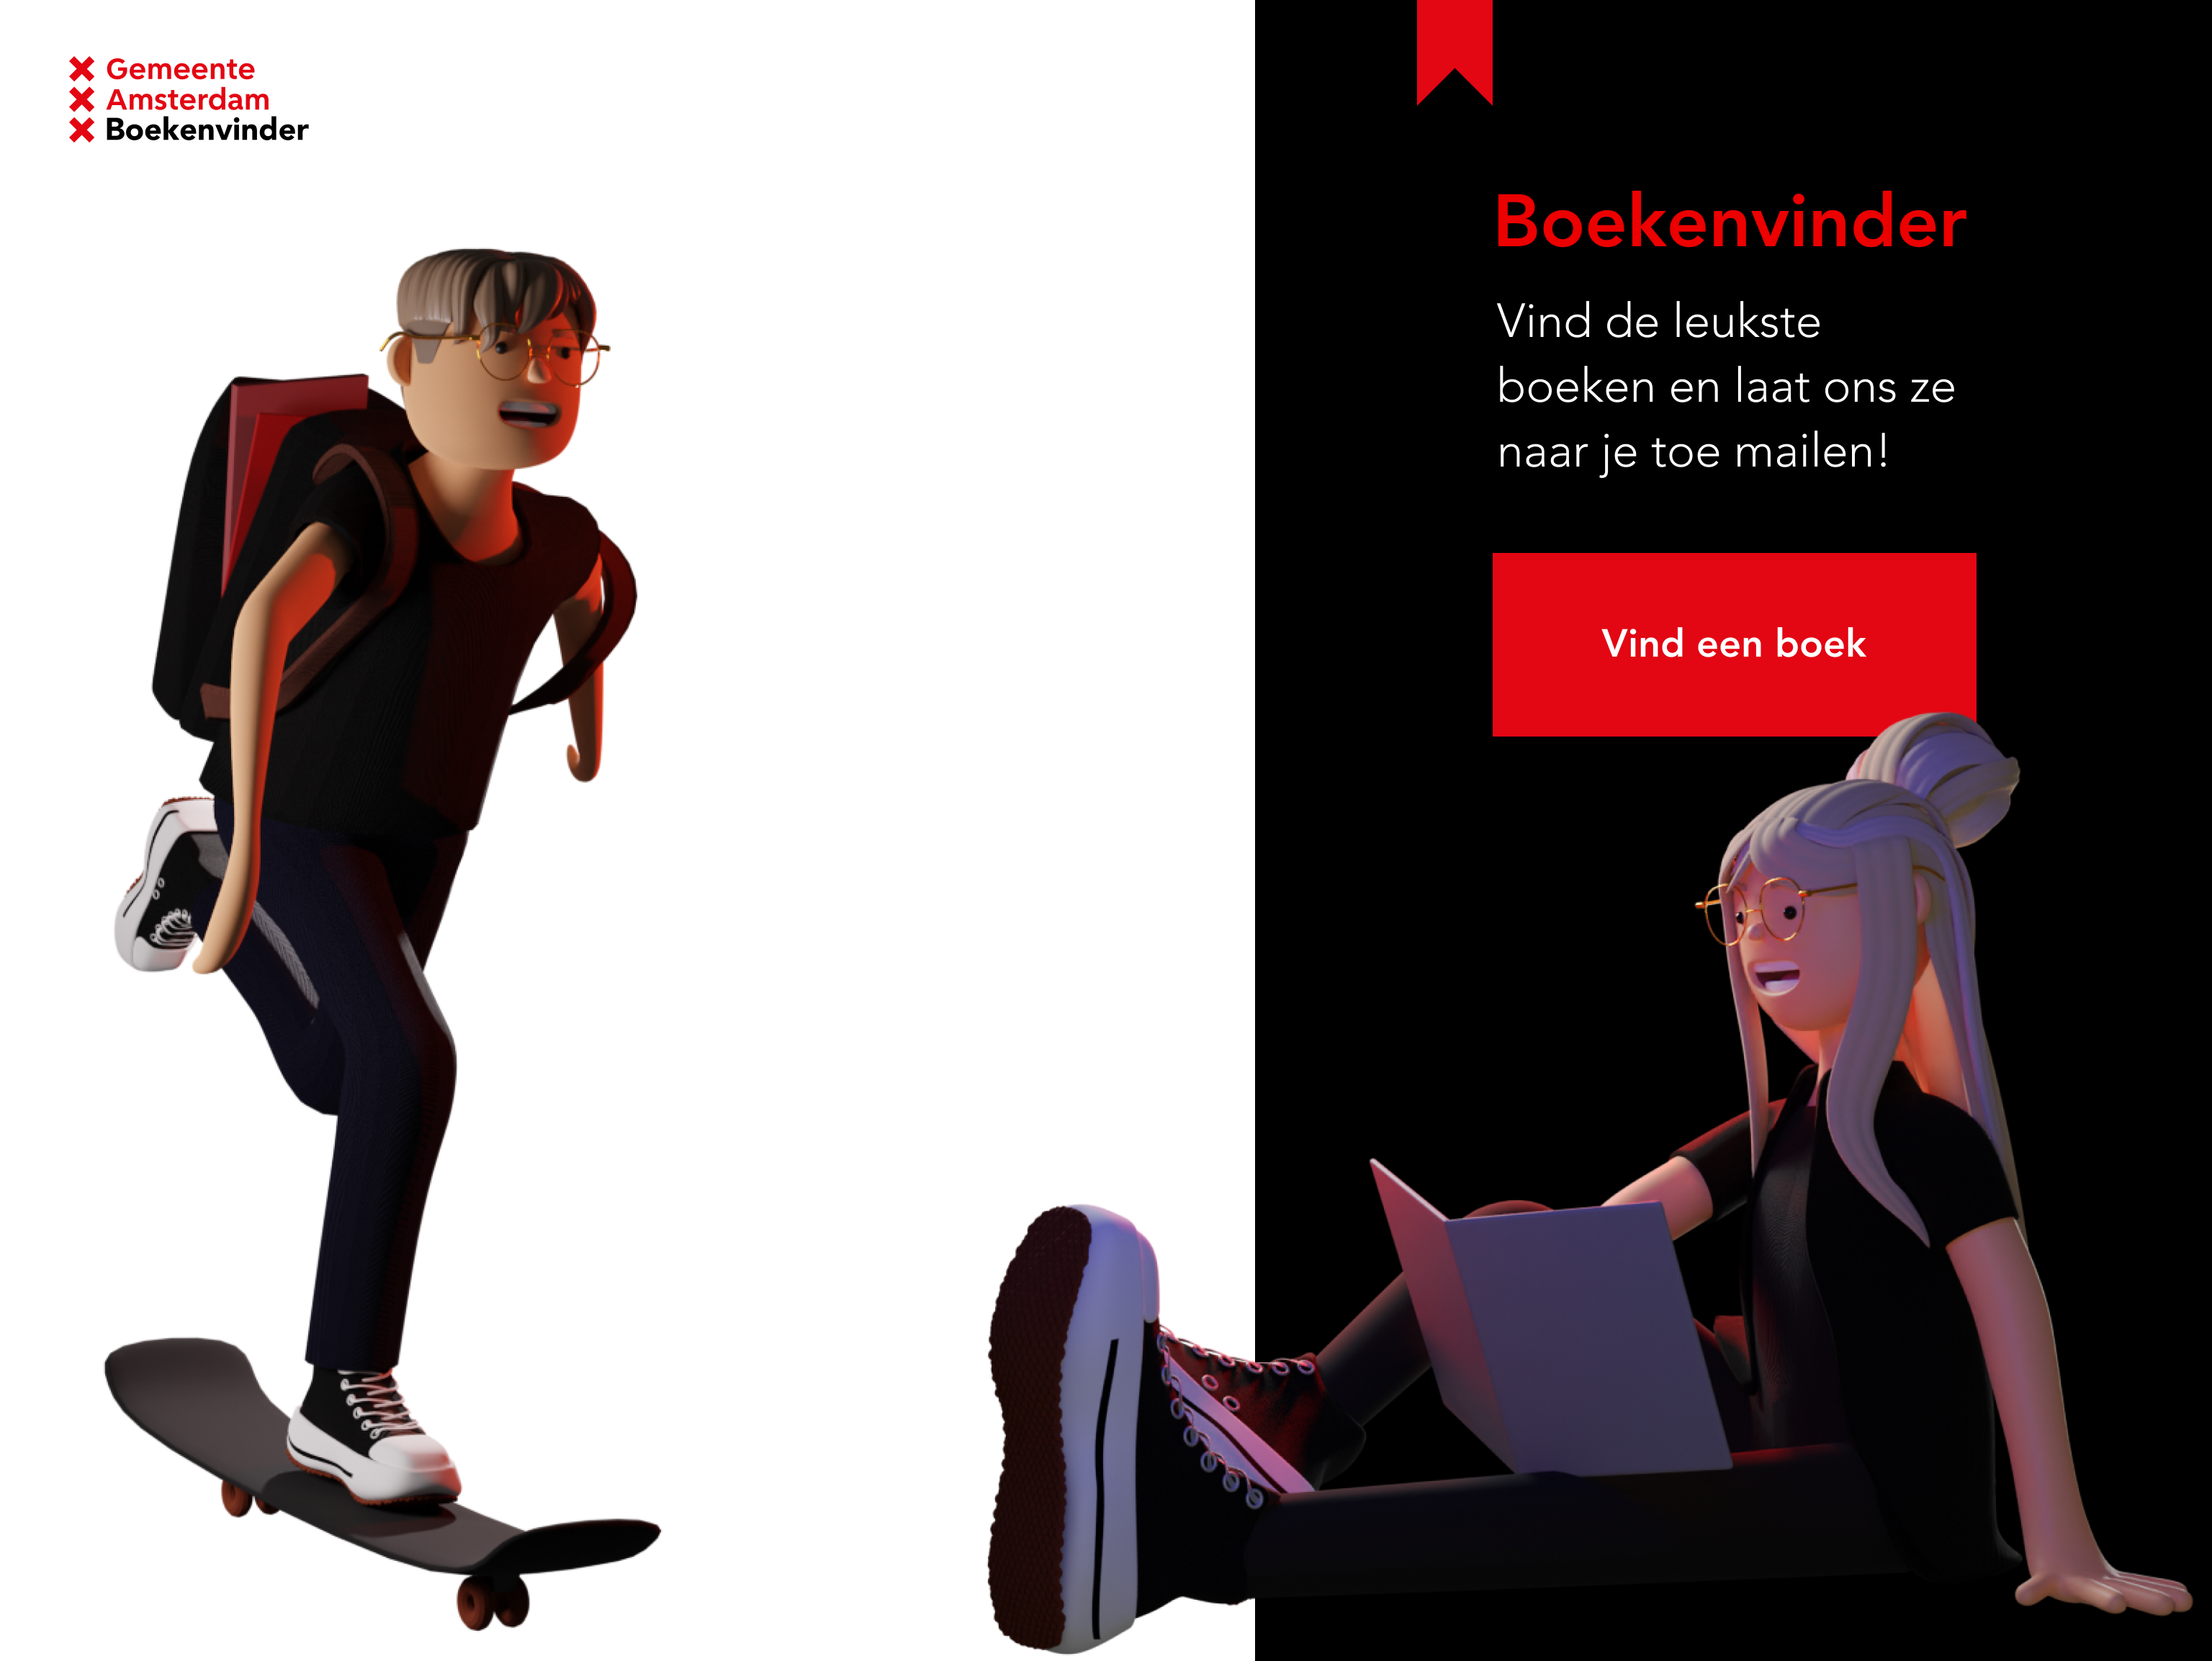 Gemeente
Amsterdam
Boekenvinder
Boekenvinder
Vind de leukste
boeken en laat ons ze
naar je toe mailen!
Vind een boek